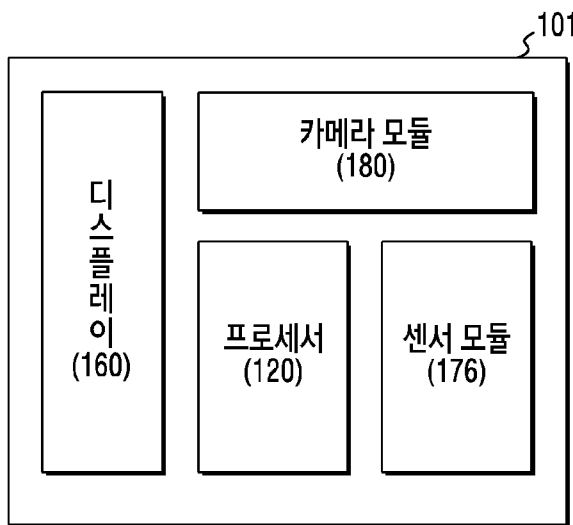 101
카메라 모듈
(180)
디스플레이
(160)
프로세서
(120)
센서 모듈
(176)